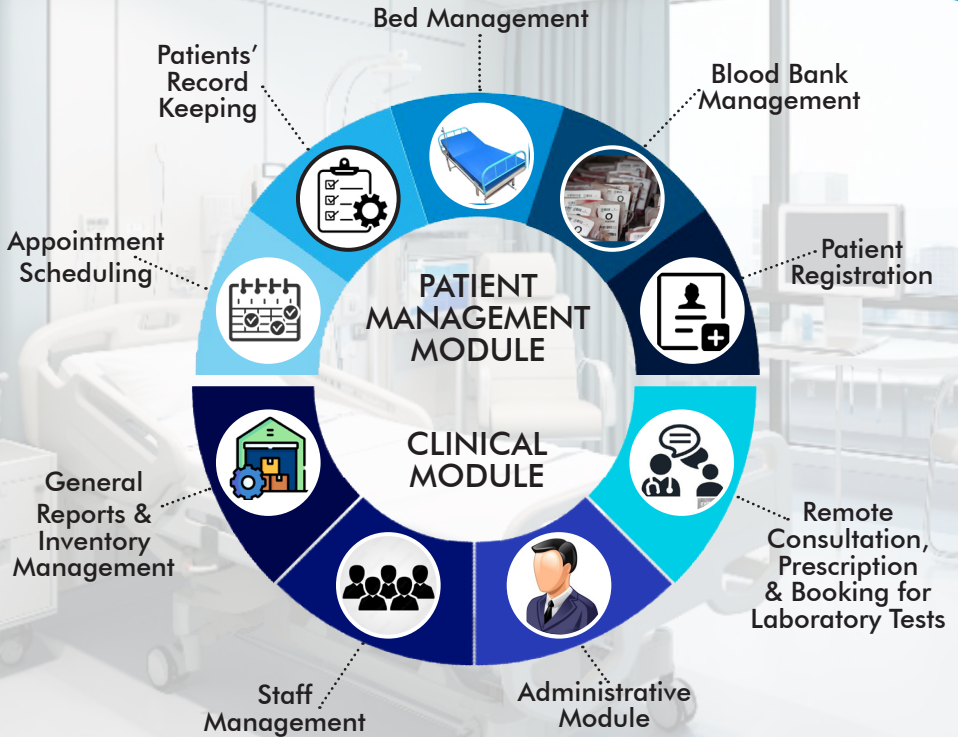 Bed Management
Patients’
Record
Keeping
Blood Bank
Management
Appointment
Scheduling
Patient
Registration
PATIENT
MANAGEMENT
MODULE
CLINICAL
MODULE
General
Reports &
Inventory
Management
Remote
Consultation,
Prescription
& Booking for
Laboratory Tests
Staff
Management
Administrative
Module